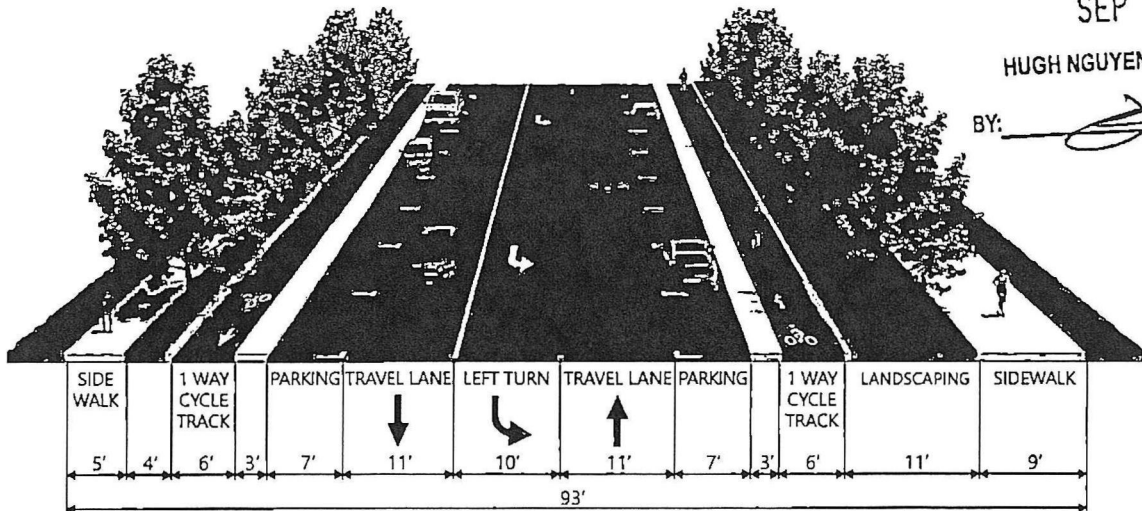 SEP
HUGH NGUYEN
BY:
SIDE WALK
1 WAY CYCLE TRACK
PARKING
TRAVEL LANE
LEFT TURN
TRAVEL LANE
PARKING
1 WAY CYCLE TRACK
LANDSCAPING
SIDEWALK
5' 4' 6' 3' 7' 11' 10' 11' 7' 3' 6' 11' 9'
93'